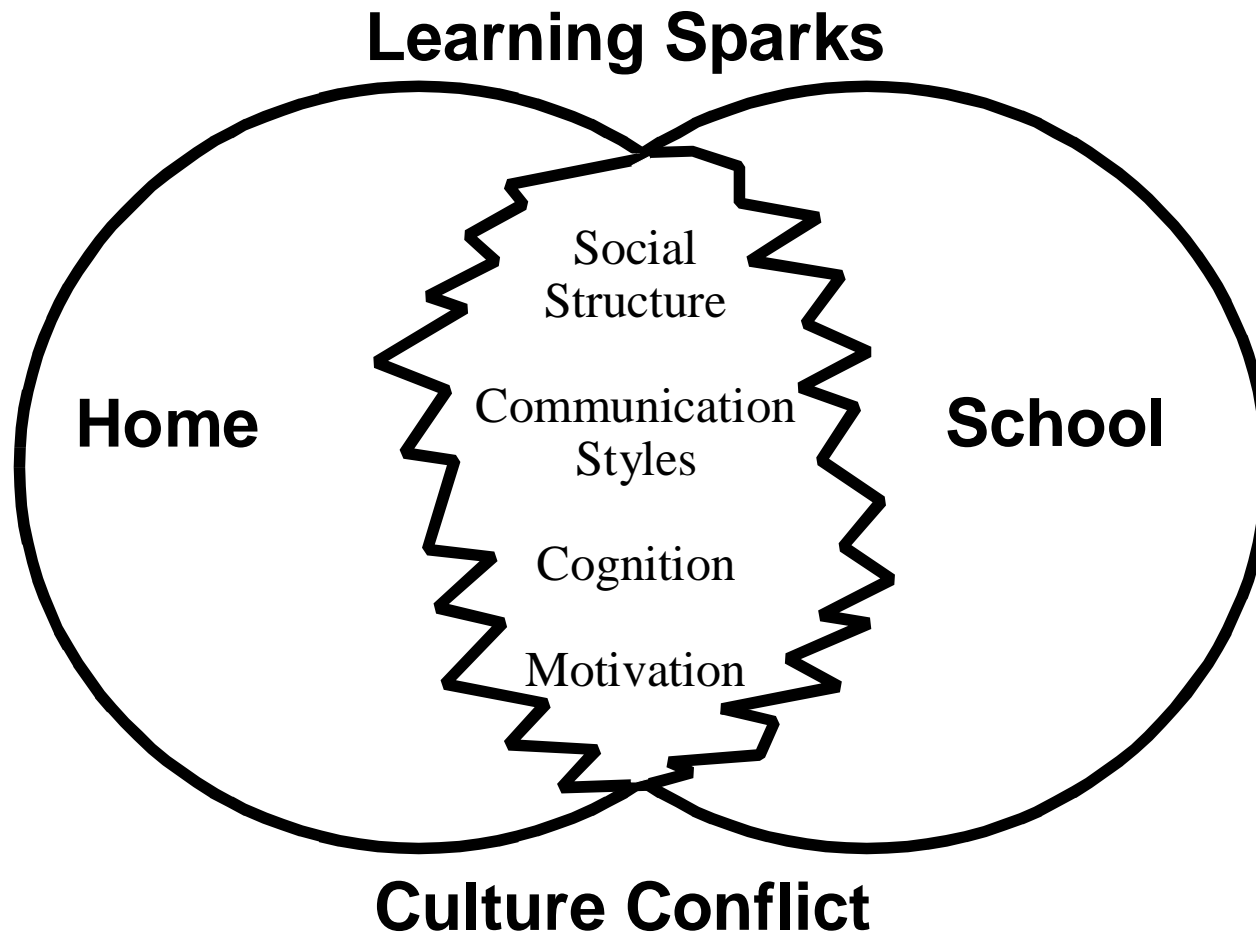 Learning Sparks
Social
Structure
Home
Communication
Styles
School
Cognition
Motivation
Culture Conflict